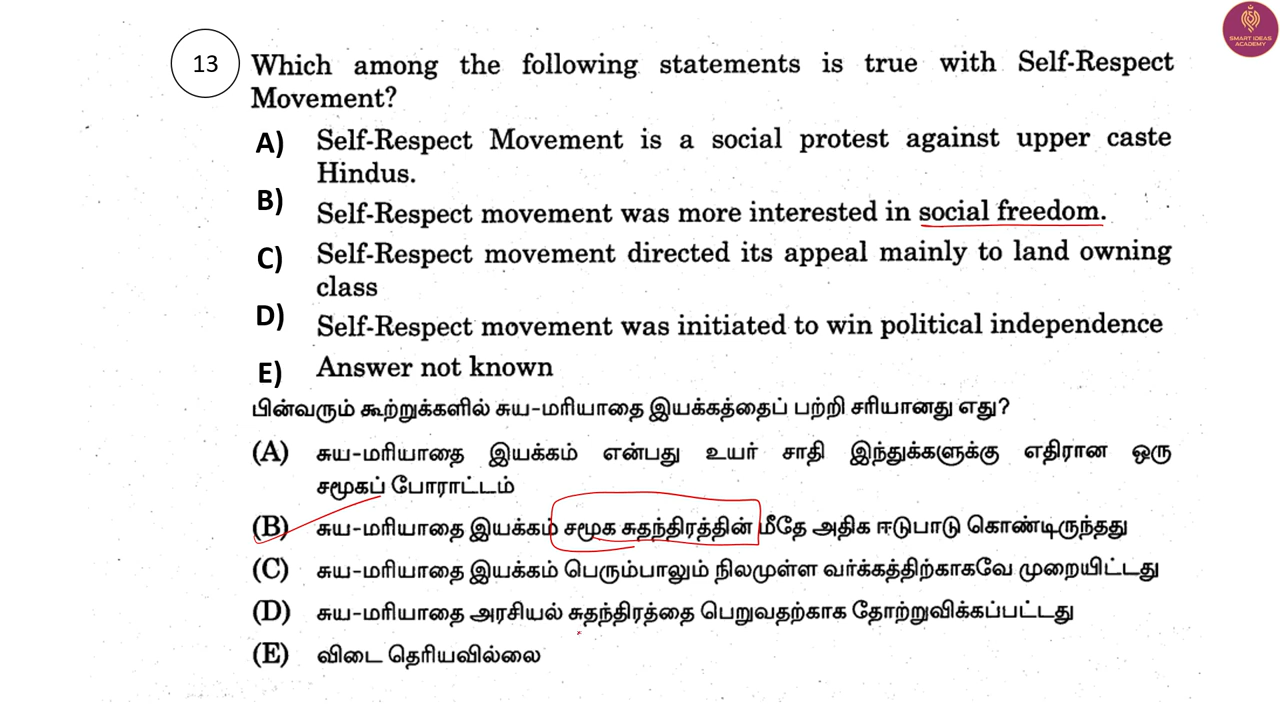 SMART IDEAS
ACADEMY
13
Which among the following statements is true with Self-Respect
Movement?
A) Self-Respect Movement is a social protest against upper caste
Hindus.
B) Self-Respect movement was more interested in social freedom.
C) Self-Respect movement directed its appeal mainly to land owning
class
D) Self-Respect movement was initiated to win political independence
E) Answer not known
பின்வரும் கூற்றுக்களில் சுய-மரியாதை இயக்கத்தைப் பற்றி சரியானது எது?
(A) சுய-மரியாதை இயக்கம் என்பது உயர் சாதி இந்துக்களுக்கு எதிரான ஒரு
சமூகப் போராட்டம்
(B) சுய-மரியாதை இயக்கம் சமூக சுதந்திரத்தின் மீதே அதிக ஈடுபாடு கொண்டிருந்தது
(C) சுய-மரியாதை இயக்கம் பெரும்பாலும் நிலமுள்ள வர்க்கத்திற்காகவே முறையிட்டது
(D) சுய-மரியாதை அரசியல் சுதந்திரத்தை பெறுவதற்காக தோற்றுவிக்கப்பட்டது
(E) விடை தெரியவில்லை